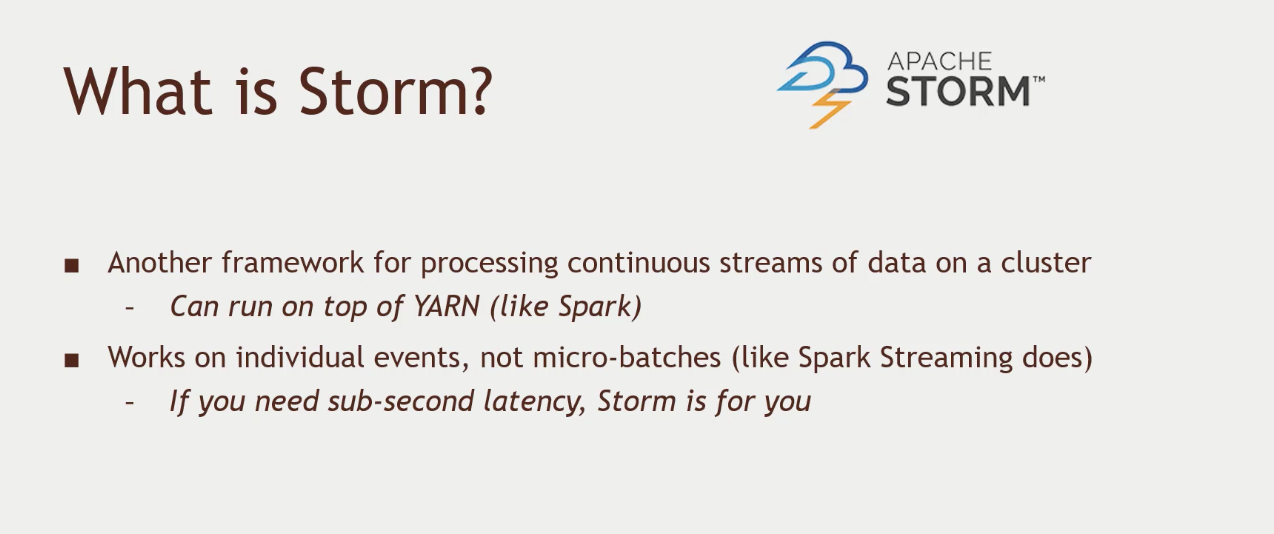 What is Storm?
APACHE
STORM™
▪ Another framework for processing continuous streams of data on a cluster
– Can run on top of YARN (like Spark)
▪ Works on individual events, not micro-batches (like Spark Streaming does)
– If you need sub-second latency, Storm is for you